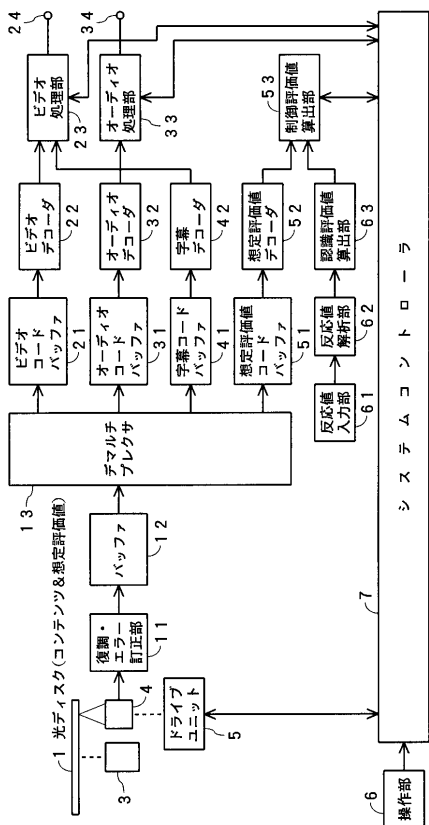 1 光ディスク(コンテンツ&想定評価値)
3
4
ドライブ
ユニット
5
操作部
6
復調・
エラー
訂正部
11
バッファ
12
デマルチ
プレクサ
13
ビデオ
コード
バッファ
21
ビデオ
デコーダ
22
ビデオ
処理部
23
24
オーディオ
コード
バッファ
31
オーディオ
デコーダ
32
オーディオ
処理部
33
34
字幕コード
バッファ
41
字幕
デコーダ
42
想定評価値
コード
バッファ
51
想定評価値
デコーダ
52
制御評価値
算出部
53
反応値
入力部
61
反応値
解析部
62
認識評価値
算出部
63
システムコントローラ
7